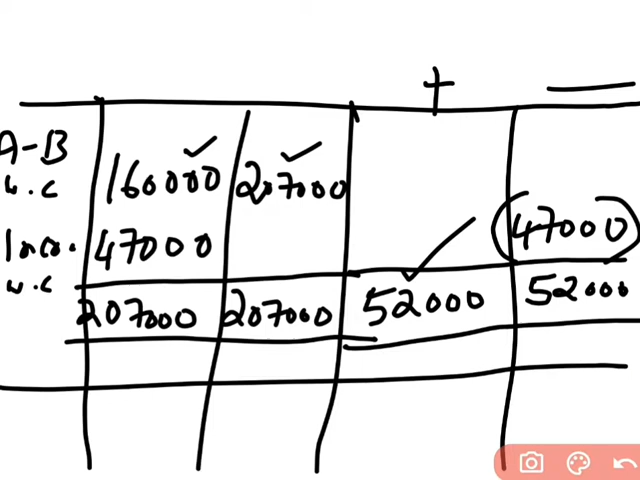 + —
A-B
W.C 160000 ✓ 207000 ✓
Incr. 47000 (47000)
W.C
207000 207000 52000 ✓ 52000